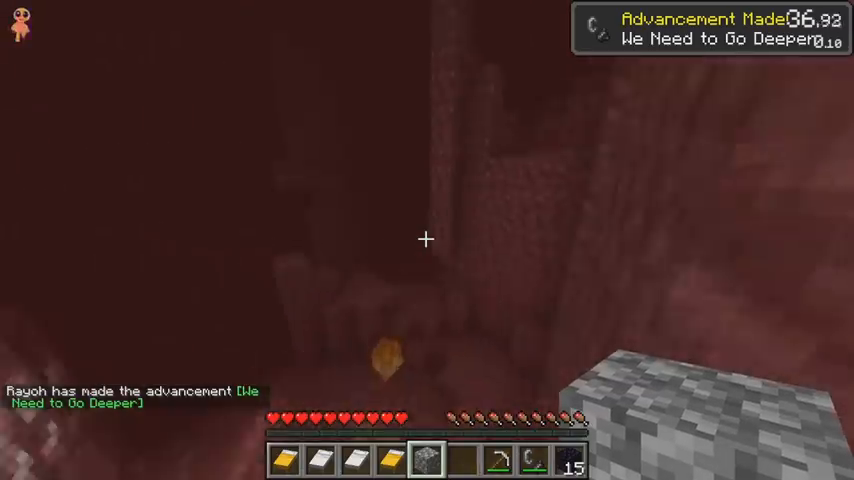 Advancement Made
36.92
We Need to Go Deeper
0.10
Rayoh has made the advancement [We
Need to Go Deeper]
15